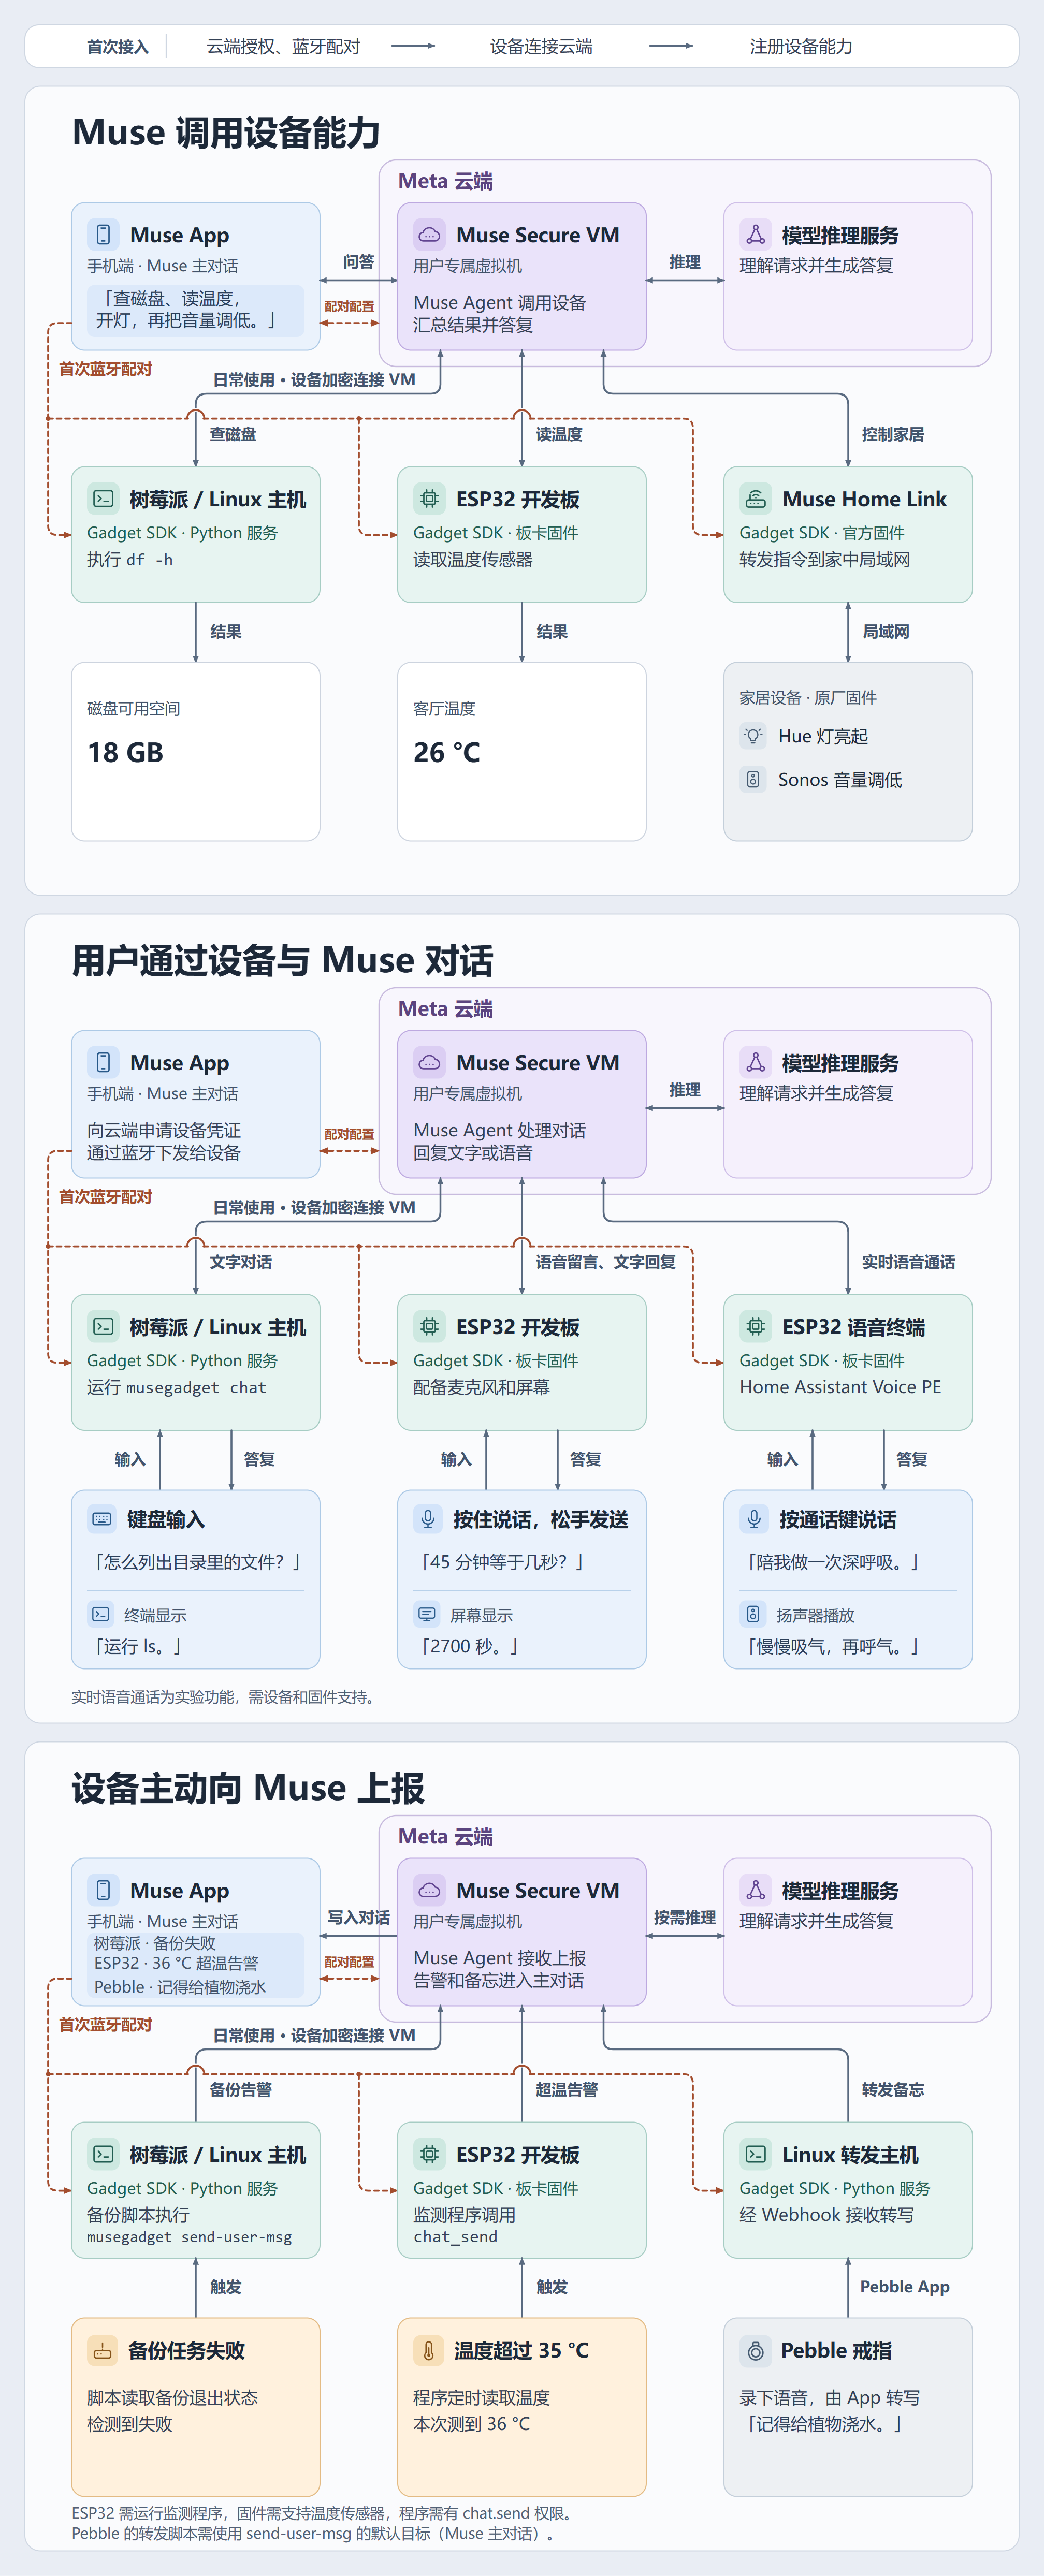 首次接入
云端授权、蓝牙配对
设备连接云端
注册设备能力
Muse 调用设备能力
Meta 云端
Muse App
手机端 · Muse 主对话
「查磁盘、读温度，
开灯，再把音量调低。」
问答
配对配置
Muse Secure VM
用户专属虚拟机
Muse Agent 调用设备
汇总结果并答复
推理
模型推理服务
理解请求并生成答复
首次蓝牙配对
日常使用 · 设备加密连接 VM
查磁盘
读温度
控制家居
树莓派 / Linux 主机
Gadget SDK · Python 服务
执行 df -h
ESP32 开发板
Gadget SDK · 板卡固件
读取温度传感器
Muse Home Link
Gadget SDK · 官方固件
转发指令到家中局域网
结果
结果
局域网
磁盘可用空间
18 GB
客厅温度
26 °C
家居设备 · 原厂固件
Hue 灯亮起
Sonos 音量调低
用户通过设备与 Muse 对话
Meta 云端
Muse App
手机端 · Muse 主对话
向云端申请设备凭证
通过蓝牙下发给设备
配对配置
Muse Secure VM
用户专属虚拟机
Muse Agent 处理对话
回复文字或语音
推理
模型推理服务
理解请求并生成答复
首次蓝牙配对
日常使用 · 设备加密连接 VM
文字对话
语音留言、文字回复
实时语音通话
树莓派 / Linux 主机
Gadget SDK · Python 服务
运行 musegadget chat
ESP32 开发板
Gadget SDK · 板卡固件
配备麦克风和屏幕
ESP32 语音终端
Gadget SDK · 板卡固件
Home Assistant Voice PE
输入
答复
输入
答复
输入
答复
键盘输入
「怎么列出目录里的文件？」
终端显示
「运行 ls。」
按住说话，松手发送
「45 分钟等于几秒？」
屏幕显示
「2700 秒。」
按通话键说话
「陪我做一次深呼吸。」
扬声器播放
「慢慢吸气，再呼气。」
实时语音通话为实验功能，需设备和固件支持。
设备主动向 Muse 上报
Meta 云端
Muse App
手机端 · Muse 主对话
树莓派 · 备份失败
ESP32 · 36 °C 超温告警
Pebble · 记得给植物浇水
写入对话
配对配置
Muse Secure VM
用户专属虚拟机
Muse Agent 接收上报
告警和备忘进入主对话
按需推理
模型推理服务
理解请求并生成答复
首次蓝牙配对
日常使用 · 设备加密连接 VM
备份告警
超温告警
转发备忘
树莓派 / Linux 主机
Gadget SDK · Python 服务
备份脚本执行
musegadget send-user-msg
ESP32 开发板
Gadget SDK · 板卡固件
监测程序调用
chat_send
Linux 转发主机
Gadget SDK · Python 服务
经 Webhook 接收转写
触发
触发
Pebble App
备份任务失败
脚本读取备份退出状态
检测到失败
温度超过 35 °C
程序定时读取温度
本次测到 36 °C
Pebble 戒指
录下语音，由 App 转写
「记得给植物浇水。」
ESP32 需运行监测程序，固件需支持温度传感器，程序需有 chat.send 权限。
Pebble 的转发脚本需使用 send-user-msg 的默认目标（Muse 主对话）。